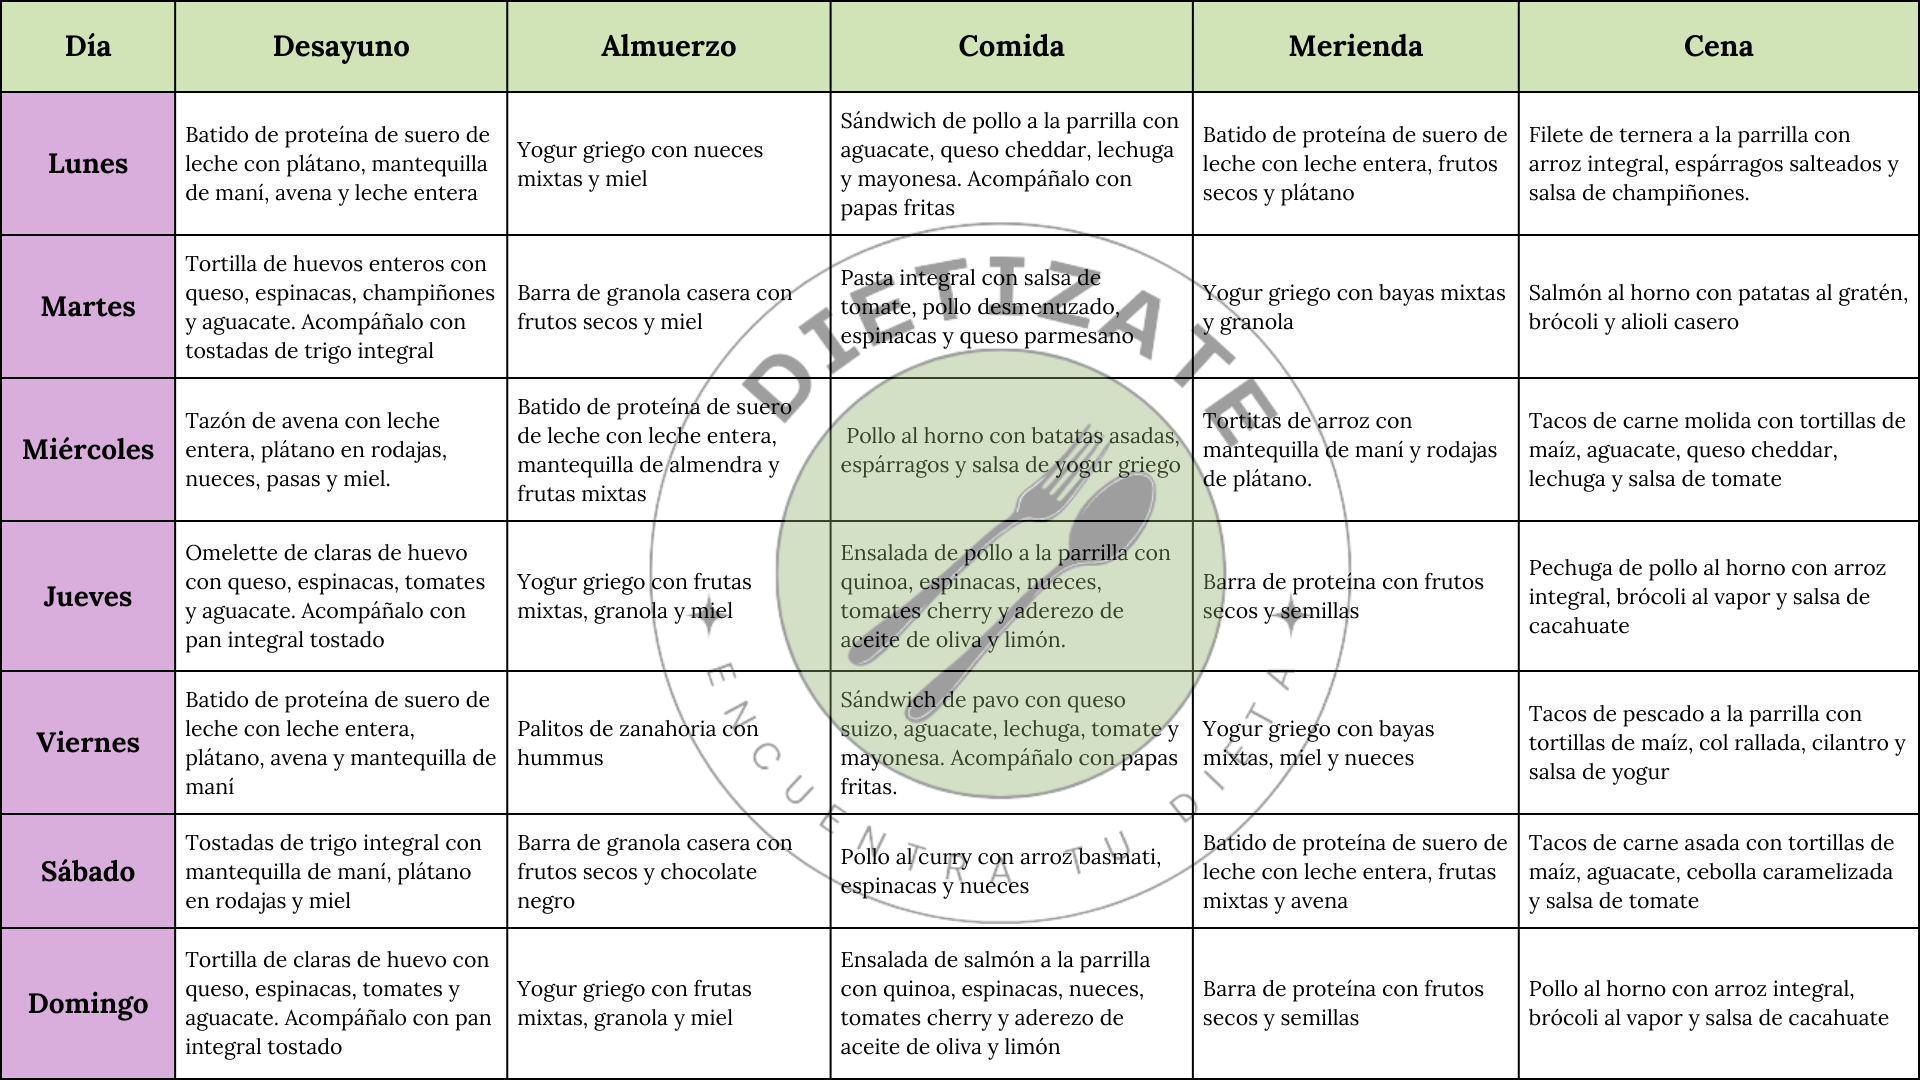 Día
Desayuno
Almuerzo
Comida
Merienda
Cena
Lunes
Batido de proteína de suero de
leche con plátano, mantequilla
de maní, avena y leche entera
Yogur griego con nueces
mixtas y miel
Sándwich de pollo a la parrilla con
aguacate, queso cheddar, lechuga
y mayonesa. Acompáñalo con
papas fritas
Batido de proteína de suero de
leche con leche entera, frutos
secos y plátano
Filete de ternera a la parrilla con
arroz integral, espárragos salteados y
salsa de champiñones.
Martes
Tortilla de huevos enteros con
queso, espinacas, champiñones
y aguacate. Acompáñalo con
tostadas de trigo integral
Barra de granola casera con
frutos secos y miel
Pasta integral con salsa de
tomate, pollo desmenuzado,
espinacas y queso parmesano
Yogur griego con bayas mixtas
y granola
Salmón al horno con patatas al gratén,
brócoli y alioli casero
Miércoles
Tazón de avena con leche
entera, plátano en rodajas,
nueces, pasas y miel.
Batido de proteína de suero
de leche con leche entera,
mantequilla de almendra y
frutas mixtas
Pollo al horno con batatas asadas,
espárragos y salsa de yogur griego
Tortitas de arroz con
mantequilla de maní y rodajas
de plátano.
Tacos de carne molida con tortillas de
maíz, aguacate, queso cheddar,
lechuga y salsa de tomate
Jueves
Omelette de claras de huevo
con queso, espinacas, tomates
y aguacate. Acompáñalo con
pan integral tostado
Yogur griego con frutas
mixtas, granola y miel
Ensalada de pollo a la parrilla con
quinoa, espinacas, nueces,
tomates cherry y aderezo de
aceite de oliva y limón.
Barra de proteína con frutos
secos y semillas
Pechuga de pollo al horno con arroz
integral, brócoli al vapor y salsa de
cacahuate
Viernes
Batido de proteína de suero de
leche con leche entera,
plátano, avena y mantequilla de
maní
Palitos de zanahoria con
hummus
Sándwich de pavo con queso
suizo, aguacate, lechuga, tomate y
mayonesa. Acompáñalo con papas
fritas.
Yogur griego con bayas
mixtas, miel y nueces
Tacos de pescado a la parrilla con
tortillas de maíz, col rallada, cilantro y
salsa de yogur
Sábado
Tostadas de trigo integral con
mantequilla de maní, plátano
en rodajas y miel
Barra de granola casera con
frutos secos y chocolate
negro
Pollo al curry con arroz basmati,
espinacas y nueces
Batido de proteína de suero de
leche con leche entera, frutas
mixtas y avena
Tacos de carne asada con tortillas de
maíz, aguacate, cebolla caramelizada
y salsa de tomate
Domingo
Tortilla de claras de huevo con
queso, espinacas, tomates y
aguacate. Acompáñalo con pan
integral tostado
Yogur griego con frutas
mixtas, granola y miel
Ensalada de salmón a la parrilla
con quinoa, espinacas, nueces,
tomates cherry y aderezo de
aceite de oliva y limón
Barra de proteína con frutos
secos y semillas
Pollo al horno con arroz integral,
brócoli al vapor y salsa de cacahuate
DIETIZATE
ENCUENTRA TU DIETA